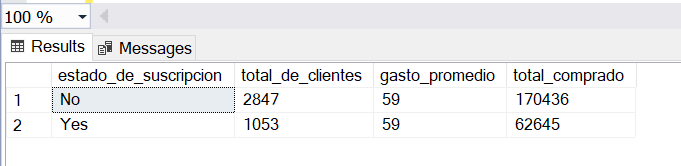 100 %
Results Messages
estado_de_suscripcion total_de_clientes gasto_promedio total_comprado
1 No 2847 59 170436
2 Yes 1053 59 62645